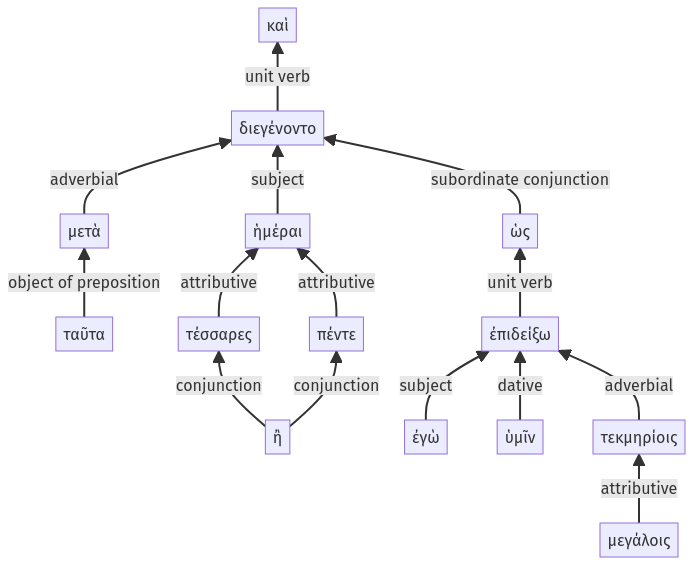 καὶ
unit verb
διεγένοντο
adverbial subject subordinate conjunction
μετὰ ἡμέραι ὡς
object of preposition attributive attributive unit verb
ταῦτα τέσσαρες πέντε ἐπιδείξω
conjunction conjunction subject dative adverbial
ἢ ἐγὼ ὑμῖν τεκμηρίοις
attributive
μεγάλοις